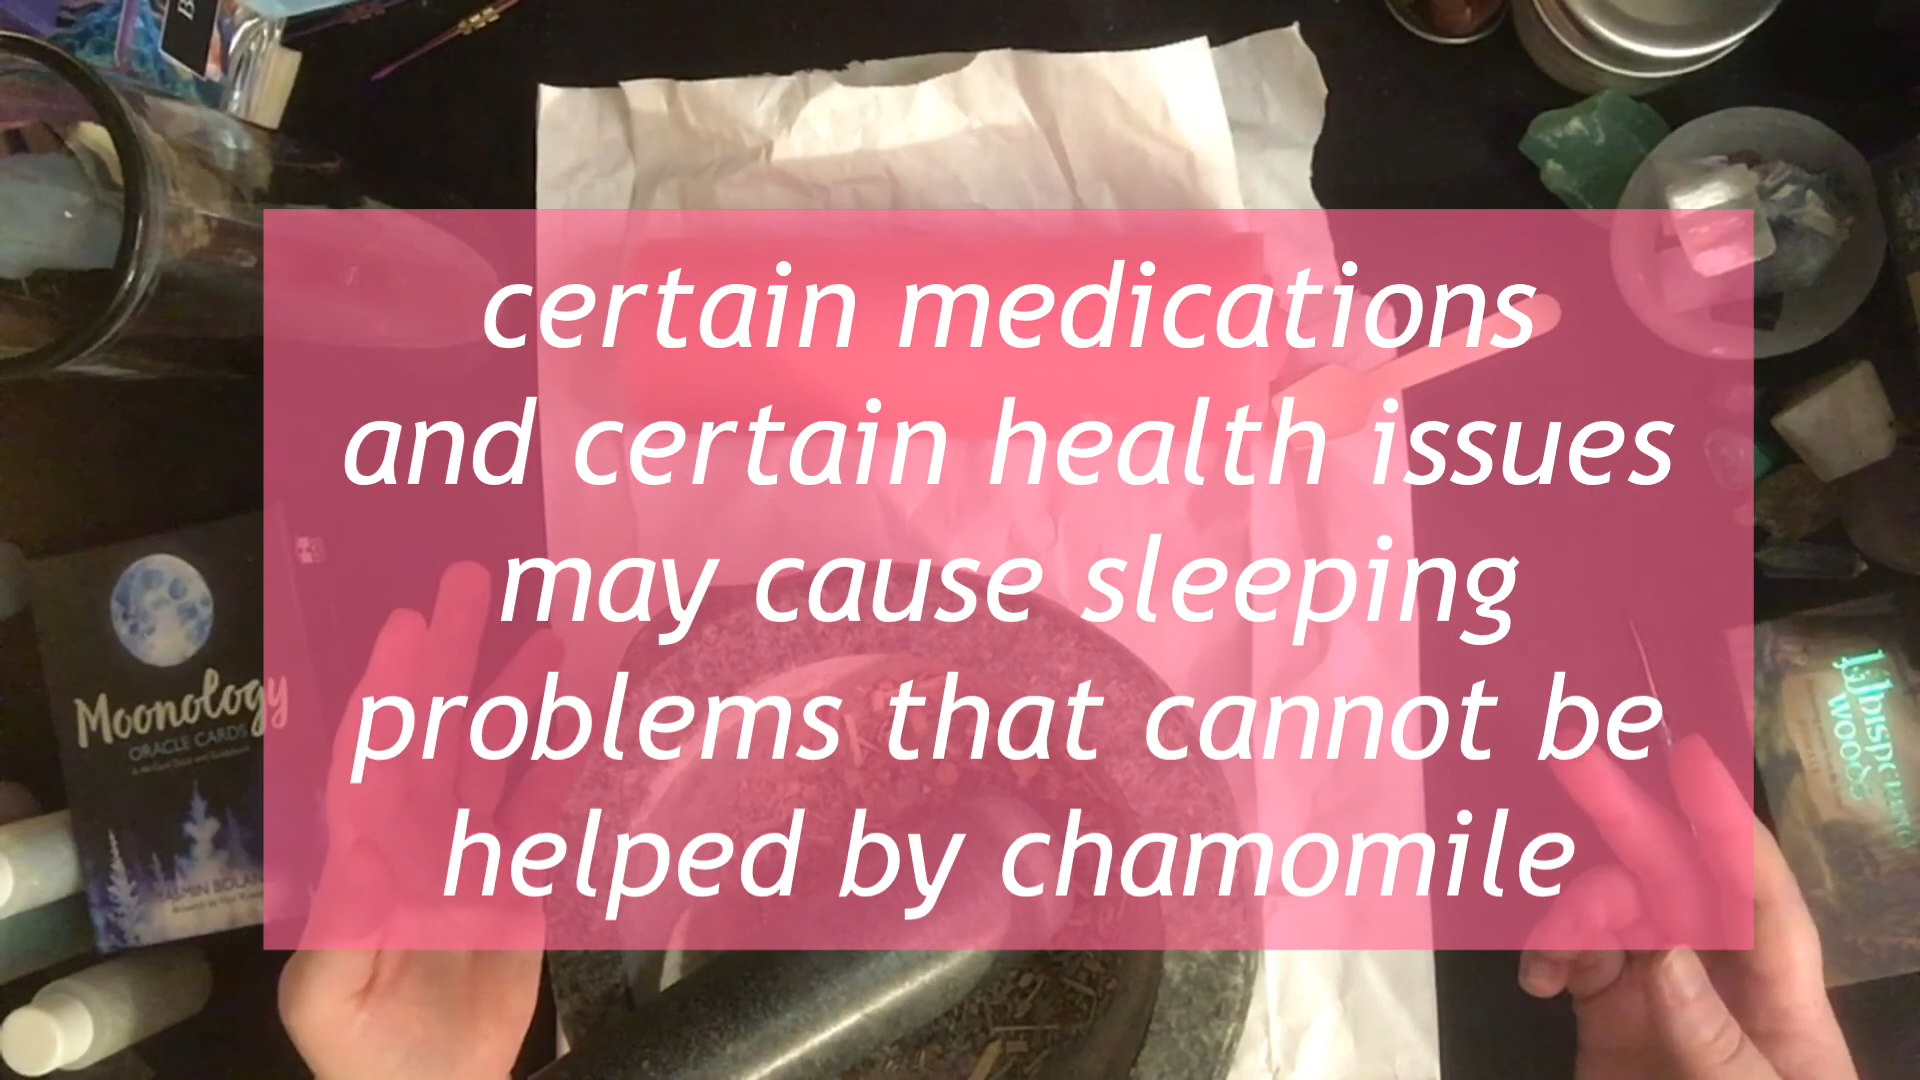 certain medications
and certain health issues
may cause sleeping
problems that cannot be
helped by chamomile
Moonology
ORACLE CARDS
Whispering
WOODS